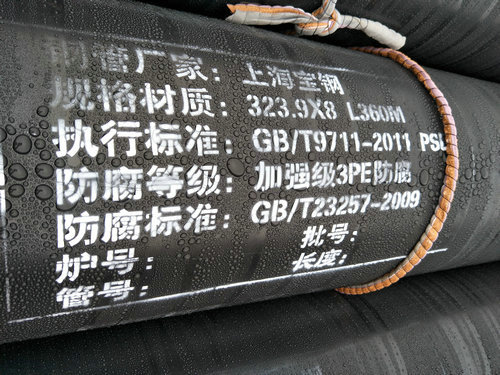 钢管厂家：上海宝钢
规格材质：323.9X8 L360M
执行标准：GB/T9711-2011 PSL
防腐等级：加强级3PE防腐
防腐标准：GB/T23257-2009
炉号： 批号：
管号： 长度：